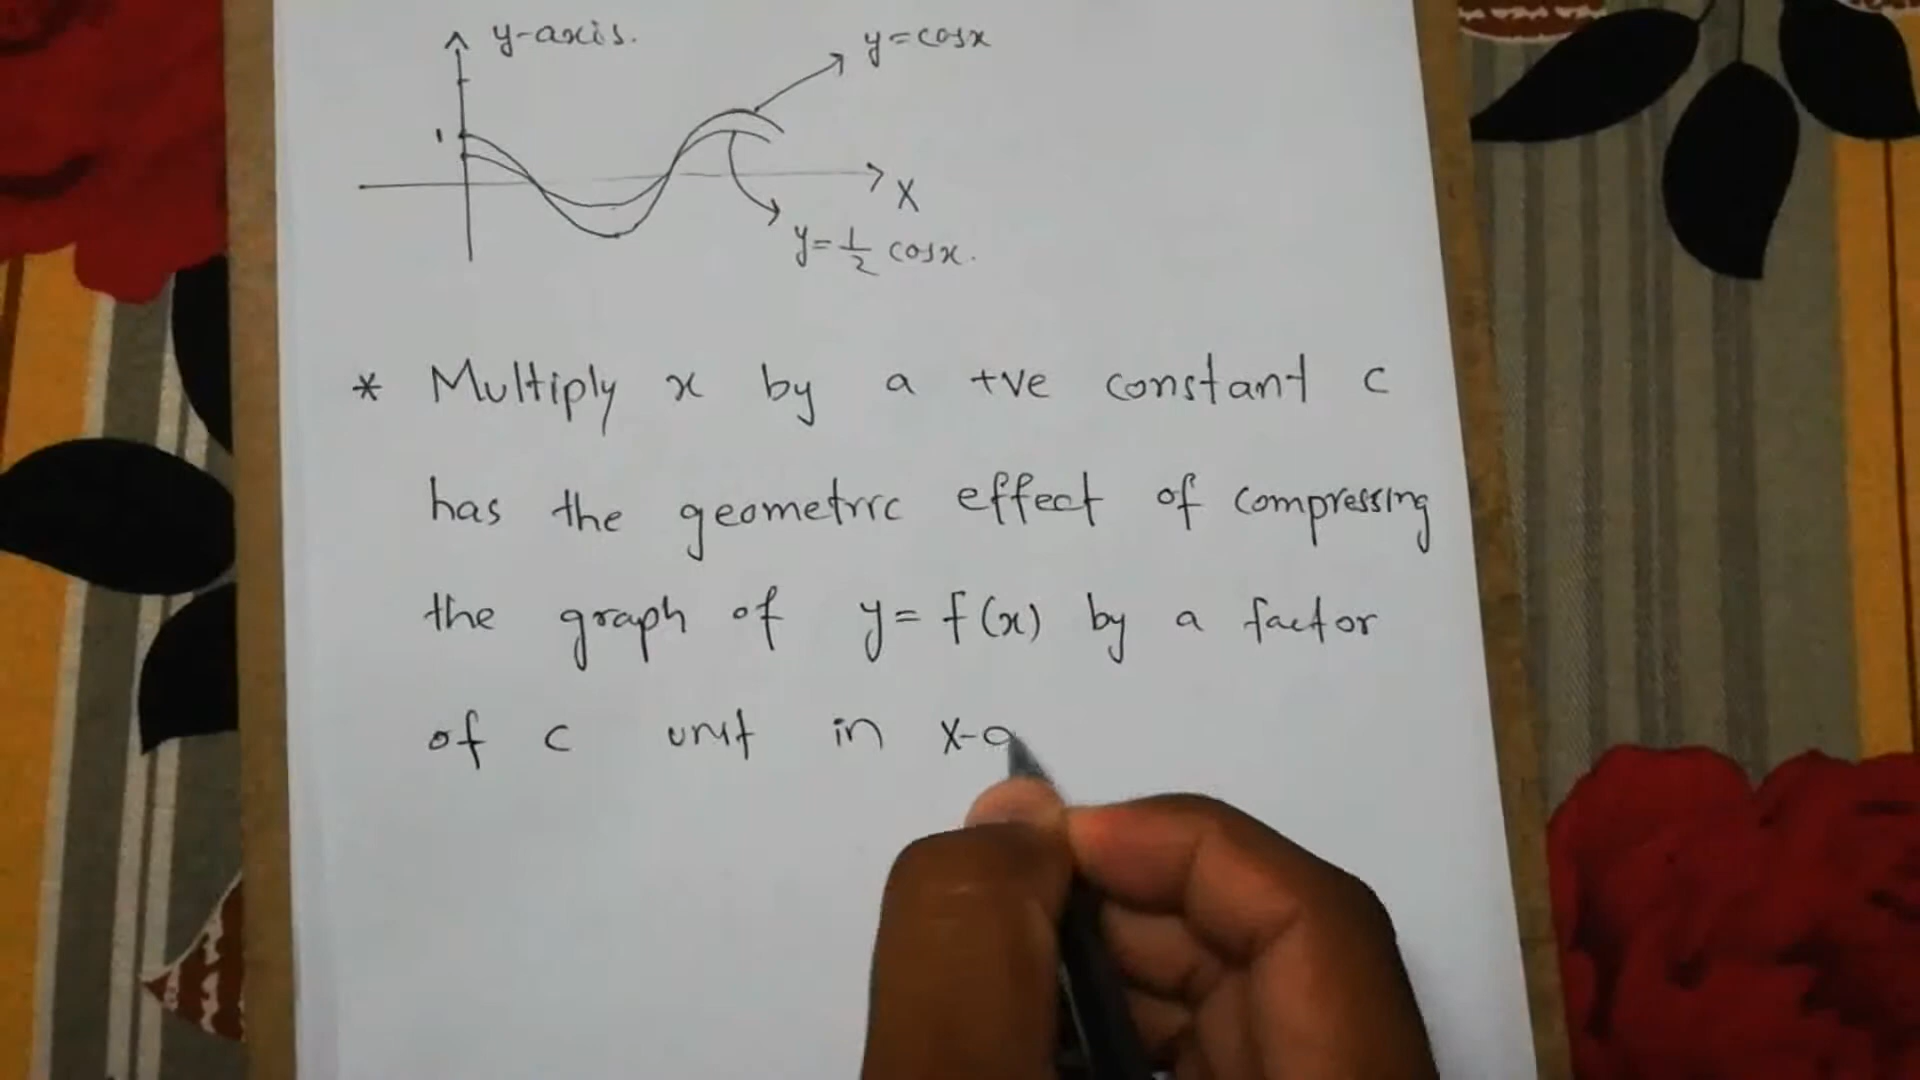 y-axis.
y=cosx
1
X
y=1/2 cosx.
* Multiply x by a +ve constant c
has the geometric effect of compressing
the graph of y=f(x) by a factor
of c unit in X-a